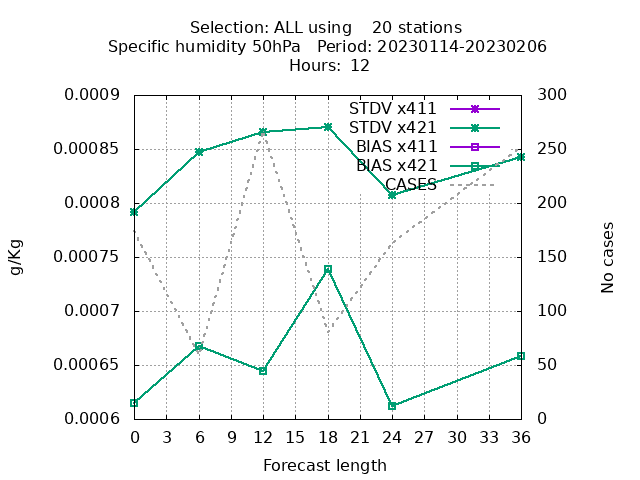 Selection: ALL using    20 stations
Specific humidity 50hPa   Period: 20230114-20230206
Hours: 12
0.0009
0.00085
0.0008
0.00075
0.0007
0.00065
0.0006
g/Kg
STDV x411
STDV x421
BIAS x411
BIAS x421
CASES
300
250
200
150
100
50
0
No cases
0 3 6 9 12 15 18 21 24 27 30 33 36
Forecast length